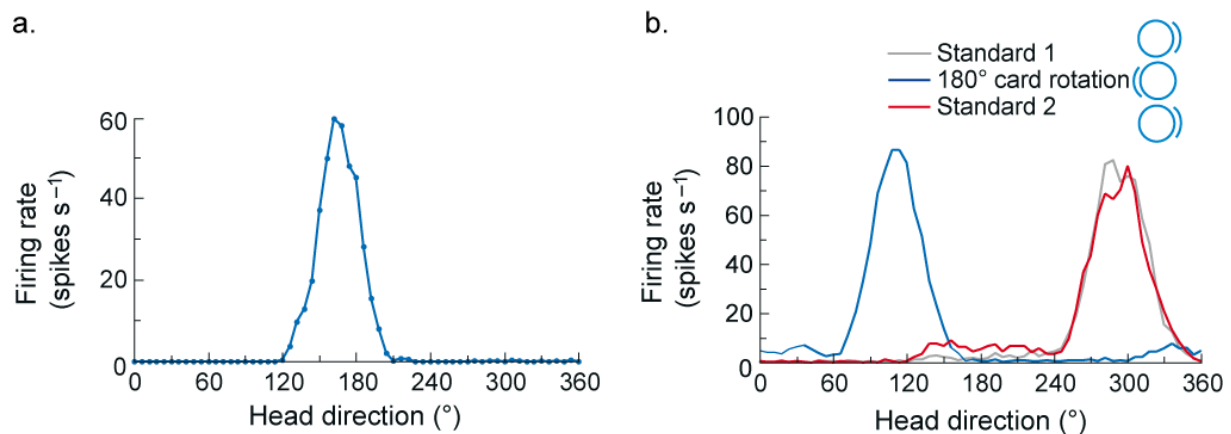 a.
60
40
20
0
0 60 120 180 240 300 360
Firing rate
(spikes s⁻¹)
Head direction (°)
b.
Standard 1
180° card rotation
Standard 2
100
80
60
40
20
0
0 60 120 180 240 300 360
Firing rate
(spikes s⁻¹)
Head direction (°)